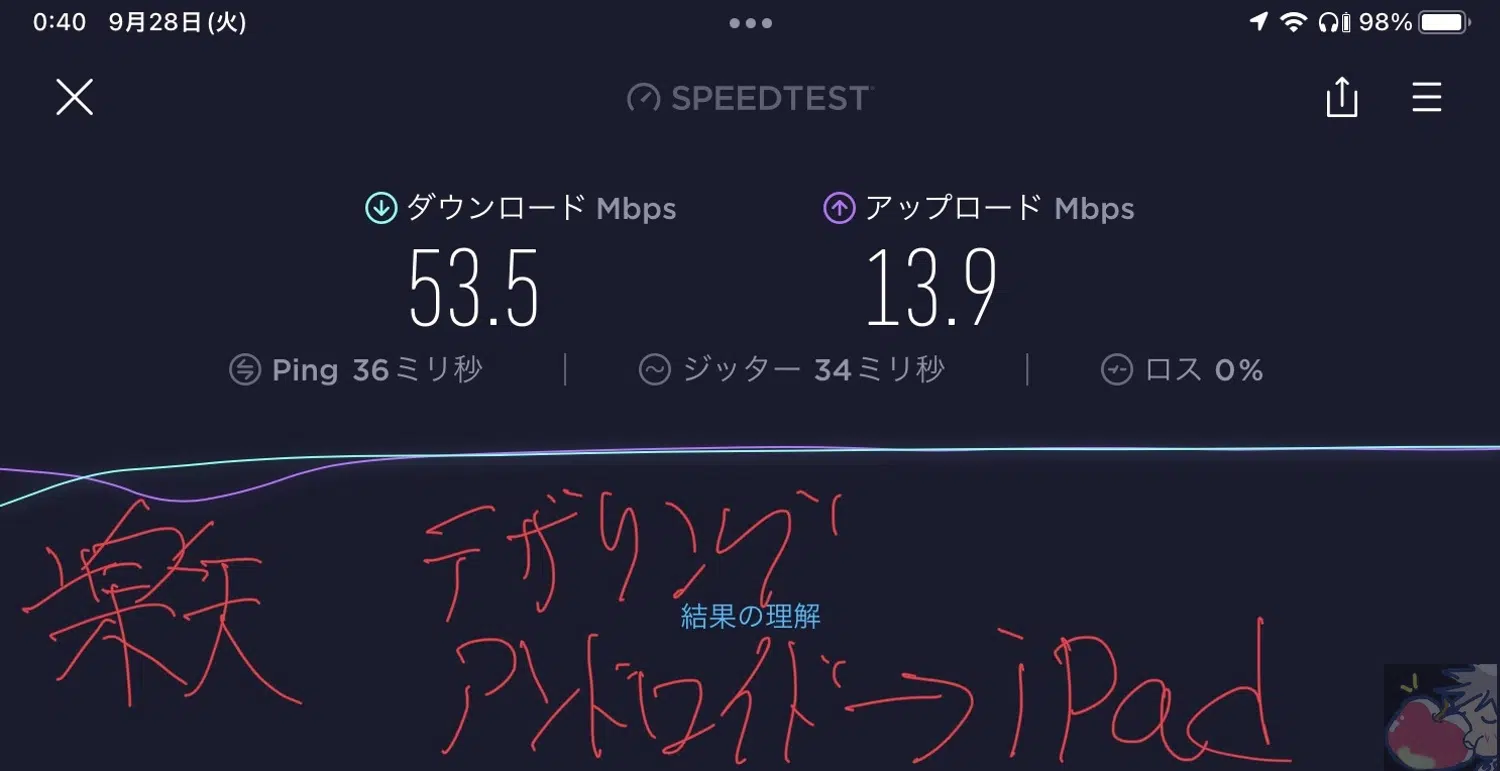 0:40 9月28日(火) 98%
SPEEDTEST
ダウンロード Mbps アップロード Mbps
53.5 13.9
Ping 36ミリ秒 ジッター 34ミリ秒 ロス 0%
楽天 テザリング
結果の理解
アンドロイド→iPad